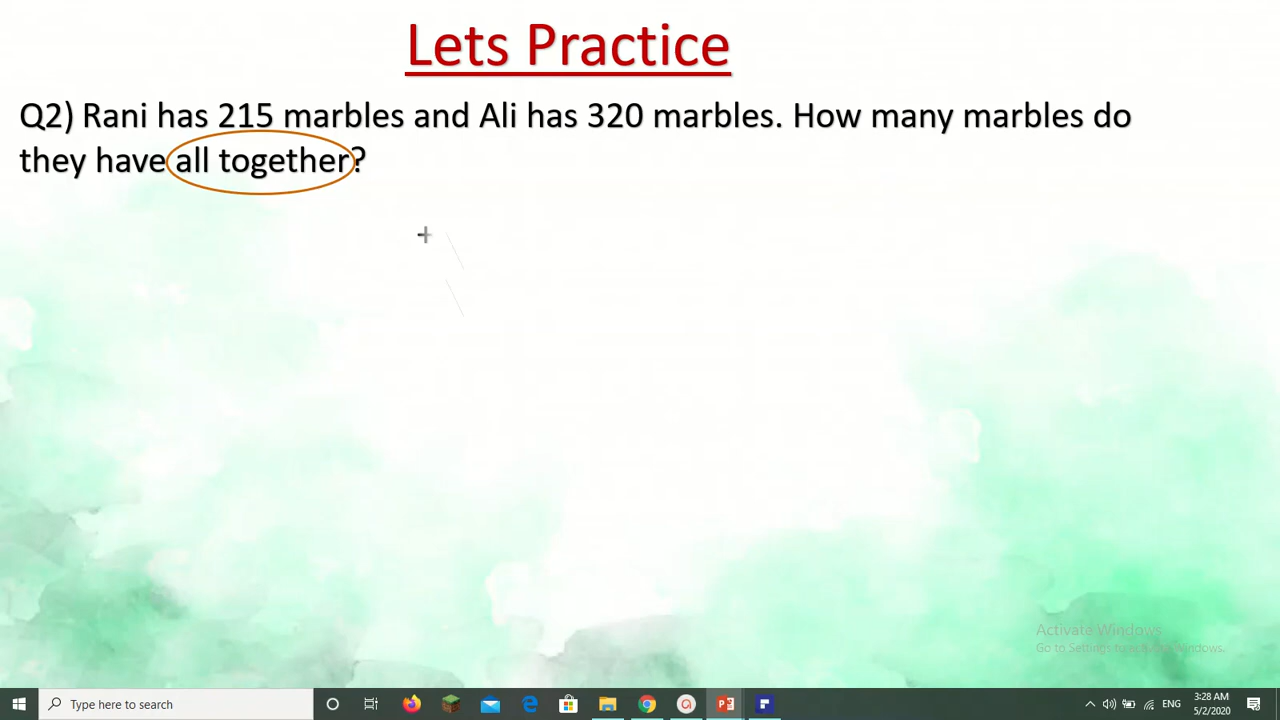 Lets Practice
Q2) Rani has 215 marbles and Ali has 320 marbles. How many marbles do
they have all together?
Activate Windows
Go to Settings to activate Windows.
Type here to search
ENG
3:28 AM
5/2/2020